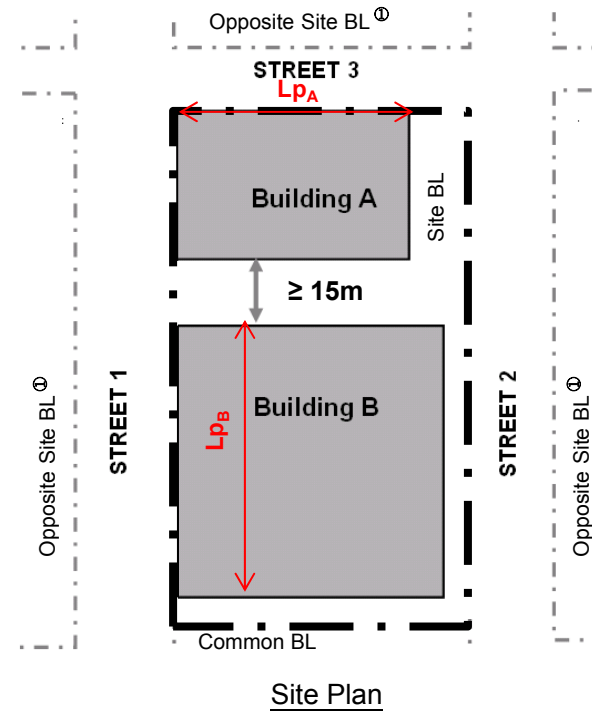 Opposite Site BL ①
STREET 3
LpA
Building A
Site BL
≥ 15m
STREET 1
Opposite Site BL ①
LpB
Building B
STREET 2
Opposite Site BL ①
Common BL
Site Plan